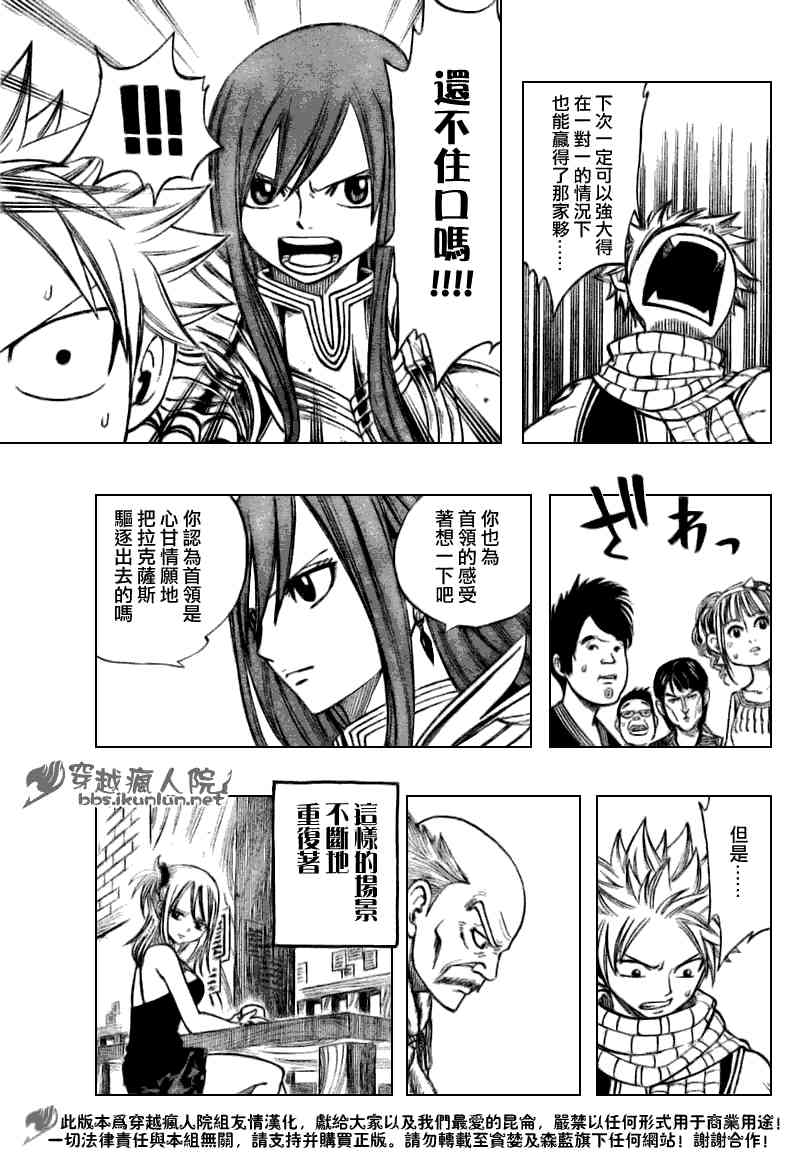 下次一定可以強大得
在一對一的情況下
也能贏得了那家夥……
還不住口嗎
!!!!
!!!
ざわっ
你也為
首領的感受
著想一下吧
你認為首領是
心甘情願地
把拉克薩斯
驅逐出去的嗎
但是……
這樣的場景
不斷地
重復著
穿越瘋人院
bbs.ikunlun.net
此版本爲穿越瘋人院組友情漢化，獻給大家以及我們最愛的昆侖，嚴禁以任何形式用于商業用途！
一切法律責任與本組無關，請支持并購買正版。請勿轉載至貪婪及森藍旗下任何網站！謝謝合作！